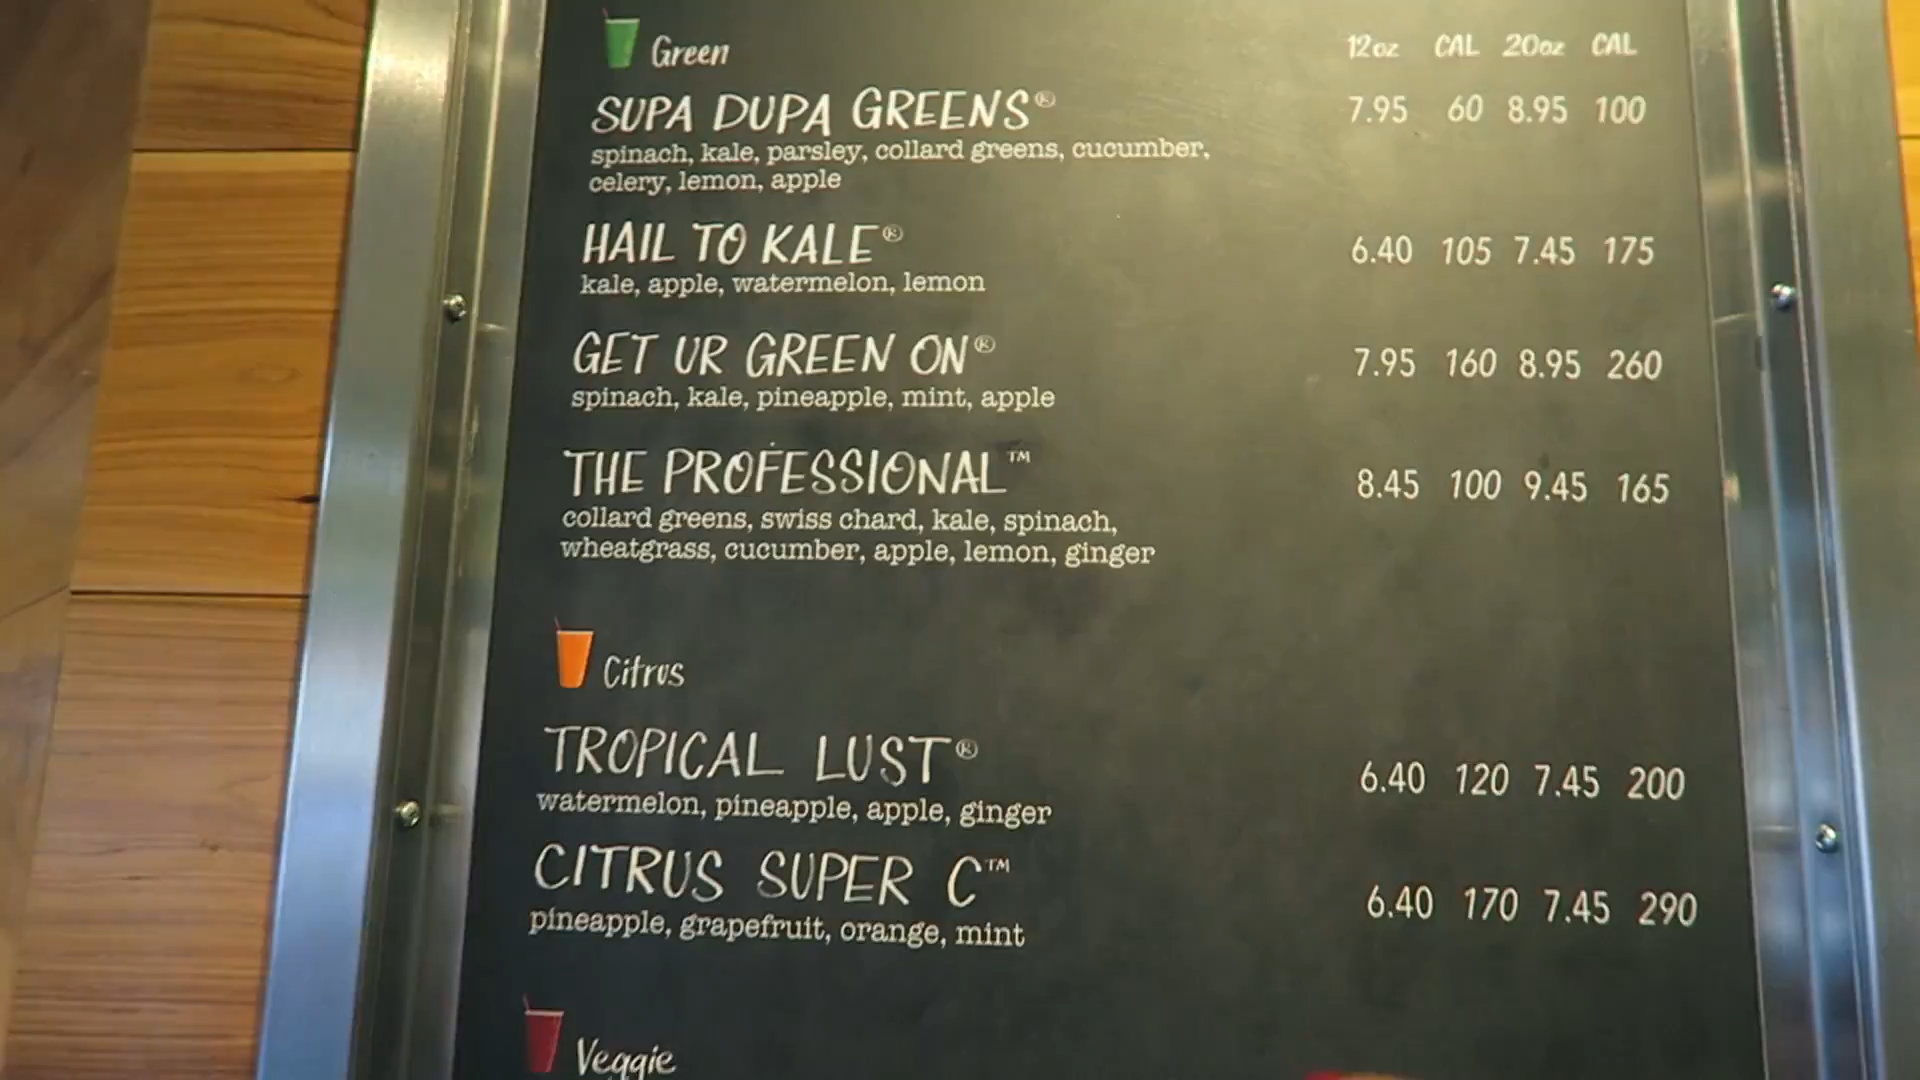 Green 12oz CAL 20oz CAL
SUPA DUPA GREENS® 7.95 60 8.95 100
spinach, kale, parsley, collard greens, cucumber,
celery, lemon, apple
HAIL TO KALE® 6.40 105 7.45 175
kale, apple, watermelon, lemon
GET UR GREEN ON® 7.95 160 8.95 260
spinach, kale, pineapple, mint, apple
THE PROFESSIONAL™ 8.45 100 9.45 165
collard greens, swiss chard, kale, spinach,
wheatgrass, cucumber, apple, lemon, ginger
Citrus
TROPICAL LUST® 6.40 120 7.45 200
watermelon, pineapple, apple, ginger
CITRUS SUPER C™ 6.40 170 7.45 290
pineapple, grapefruit, orange, mint
Veggie